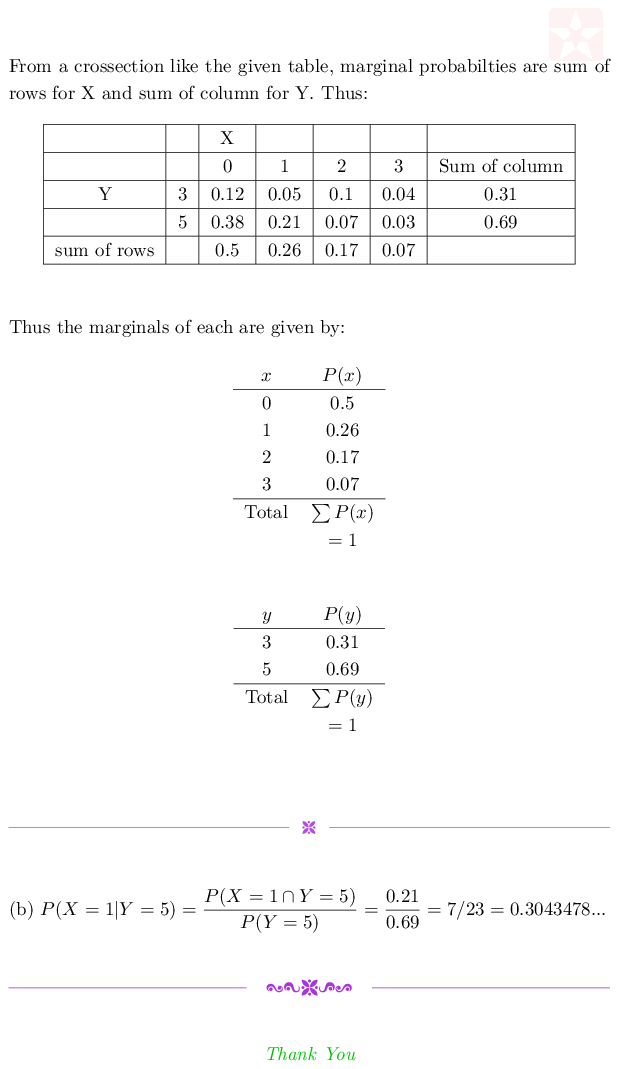 From a crossection like the given table, marginal probabilties are sum of
rows for X and sum of column for Y. Thus:
X
0 1 2 3 Sum of column
Y 3 0.12 0.05 0.1 0.04 0.31
5 0.38 0.21 0.07 0.03 0.69
sum of rows 0.5 0.26 0.17 0.07
Thus the marginals of each are given by:
x P(x)
0 0.5
1 0.26
2 0.17
3 0.07
Total ∑ P(x)
= 1
y P(y)
3 0.31
5 0.69
Total ∑ P(y)
= 1
(b) P(X = 1|Y = 5) = P(X = 1 ∩ Y = 5) / P(Y = 5) = 0.21 / 0.69 = 7/23 = 0.3043478...
Thank You